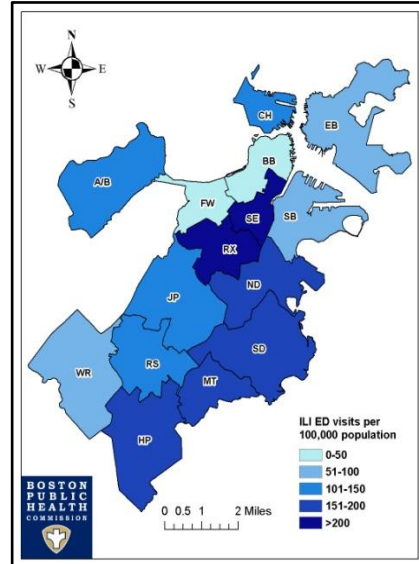 N
W E
S
CH
EB
A/B
BB
FW
SE
SB
RX
ND
JP
SD
WR
RS
MT
HP
ILI ED visits per
100,000 population
0-50
51-100
101-150
151-200
>200
BOSTON
PUBLIC
HEALTH
COMMISSION
0 0.5 1 2 Miles